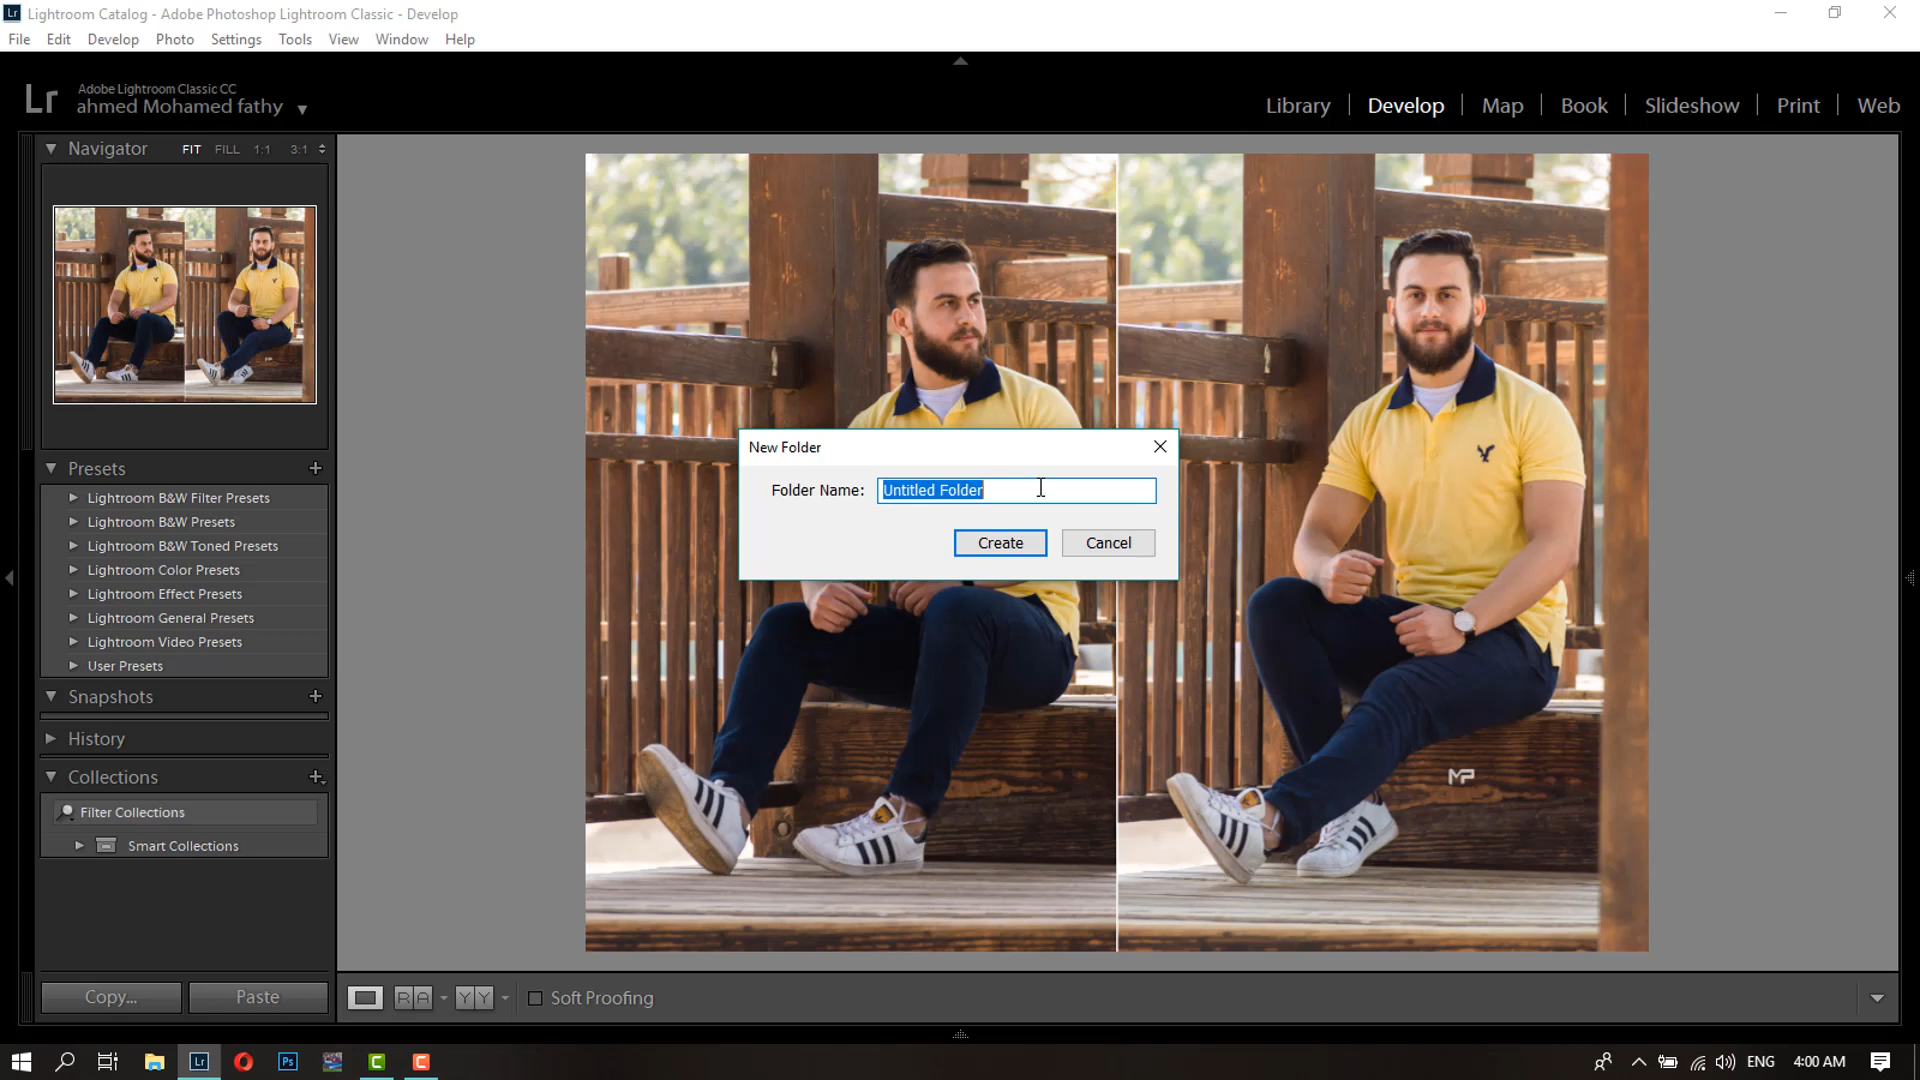 Lr Lightroom Catalog - Adobe Photoshop Lightroom Classic - Develop
File Edit Develop Photo Settings Tools View Window Help
Lr Adobe Lightroom Classic CC
ahmed Mohamed fathy
Library Develop Map Book Slideshow Print Web
Navigator FIT FILL 1:1 3:1
Presets +
Lightroom B&W Filter Presets
Lightroom B&W Presets
Lightroom B&W Toned Presets
Lightroom Color Presets
Lightroom Effect Presets
Lightroom General Presets
Lightroom Video Presets
User Presets
Snapshots +
History
Collections +
Filter Collections
Smart Collections
Copy... Paste
New Folder
Folder Name: Untitled Folder
Create Cancel
MP
R A Y Y Soft Proofing
Lr Ps C C ENG 4:00 AM